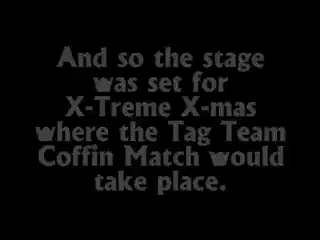 And so the stage
was set for
X-Treme X-mas
where the Tag Team
Coffin Match would
take place.